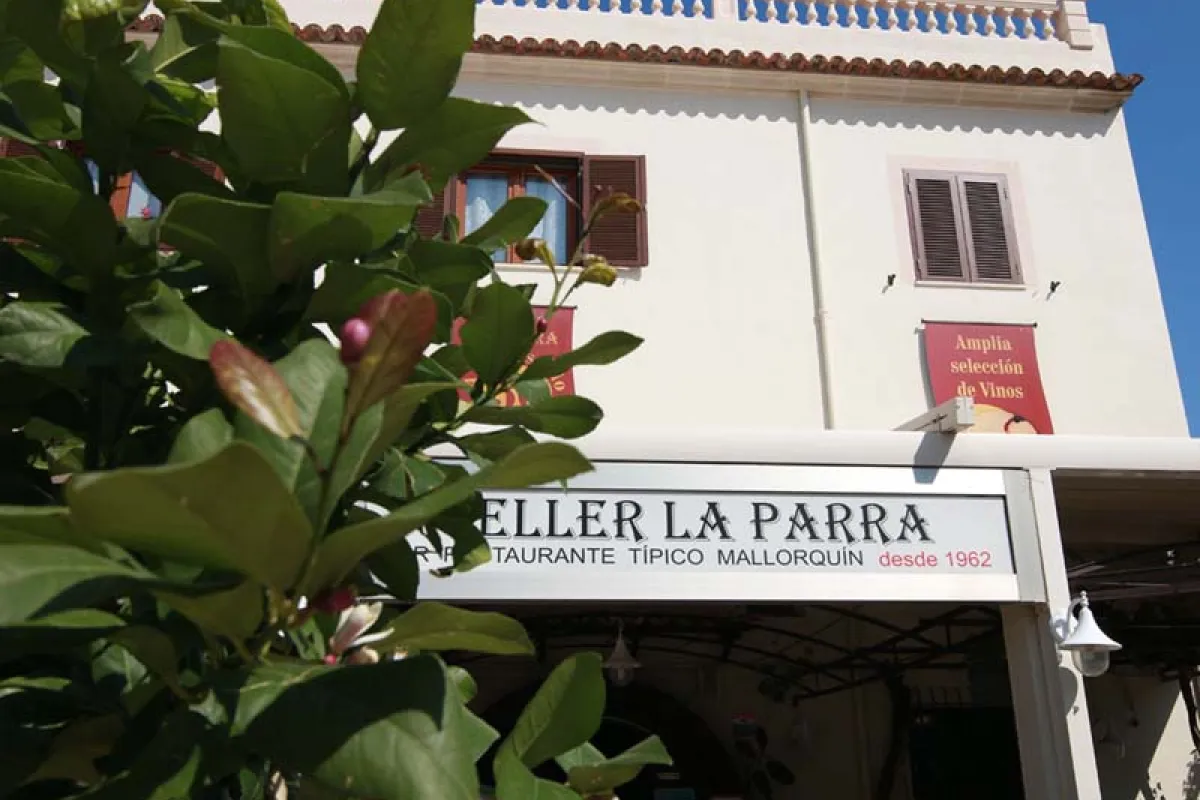 Amplia
selección
de Vinos
ELLER LA PARRA
TAURANTE TÍPICO MALLORQUÍN desde 1962